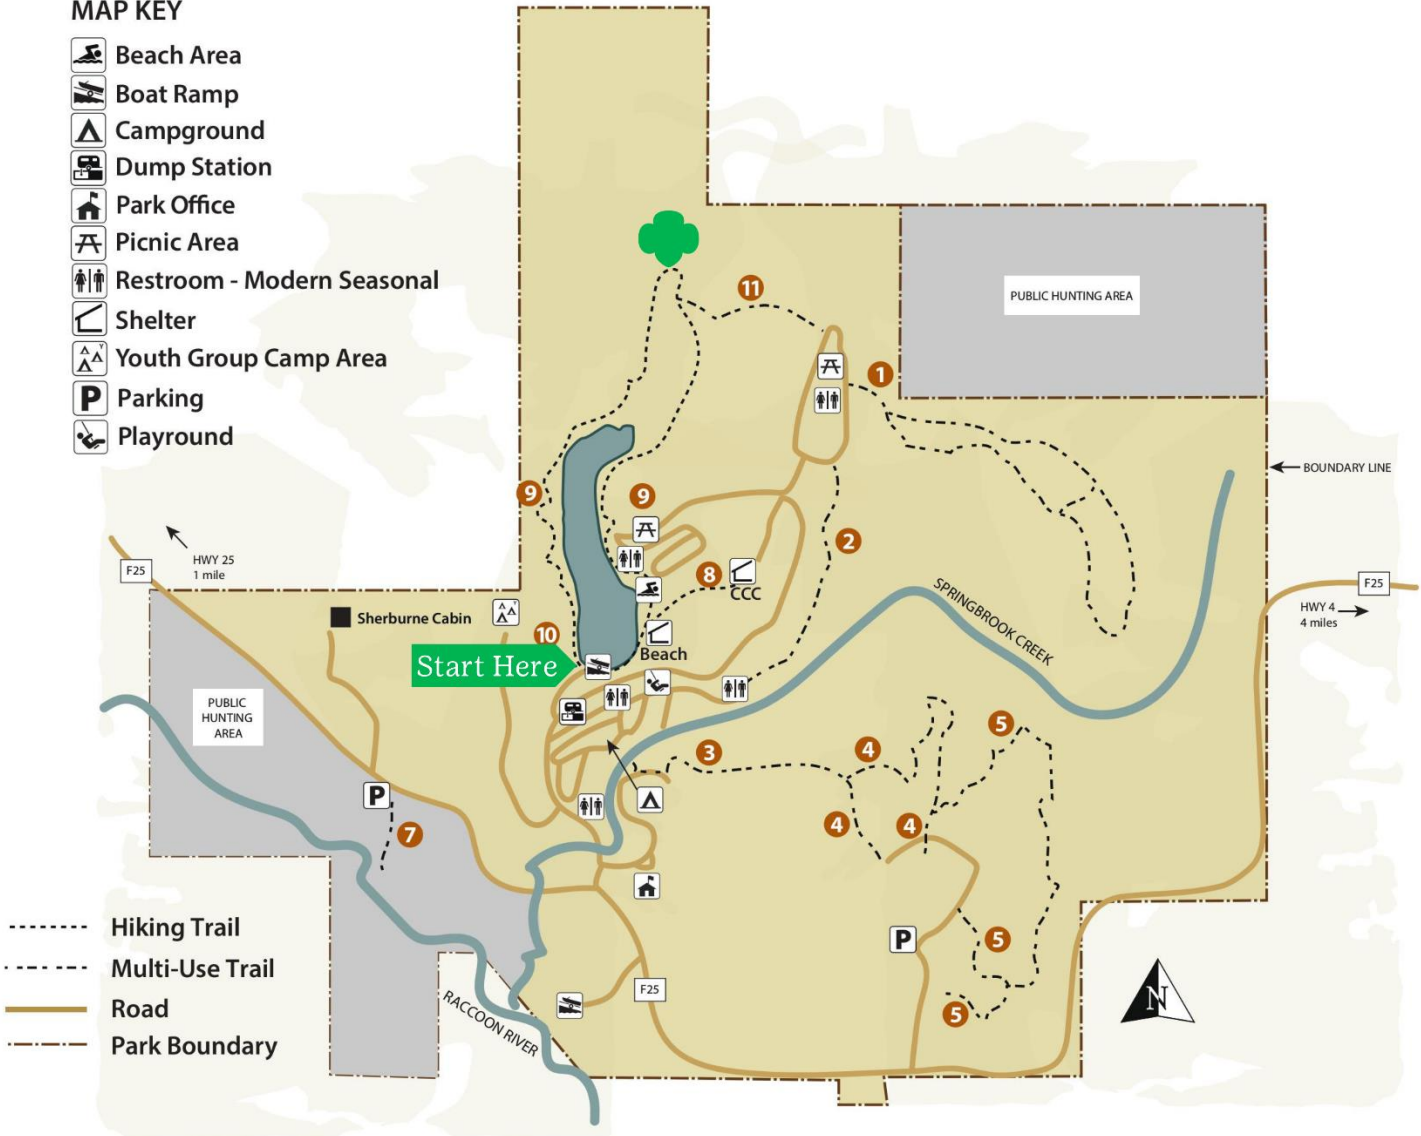 MAP KEY
Beach Area
Boat Ramp
Campground
Dump Station
Park Office
Picnic Area
Restroom - Modern Seasonal
Shelter
Y
Youth Group Camp Area
P
Parking
Playround
11
PUBLIC HUNTING AREA
1
BOUNDARY LINE
9
9
2
HWY 25
1 mile
F25
8
CCC
SPRINGBROOK CREEK
F25
HWY 4
4 miles
Sherburne Cabin
Y
10
Beach
Start Here
PUBLIC
HUNTING
AREA
3
4
5
P
7
4
4
Hiking Trail
Multi-Use Trail
Road
Park Boundary
P
5
F25
RACCOON RIVER
5
N